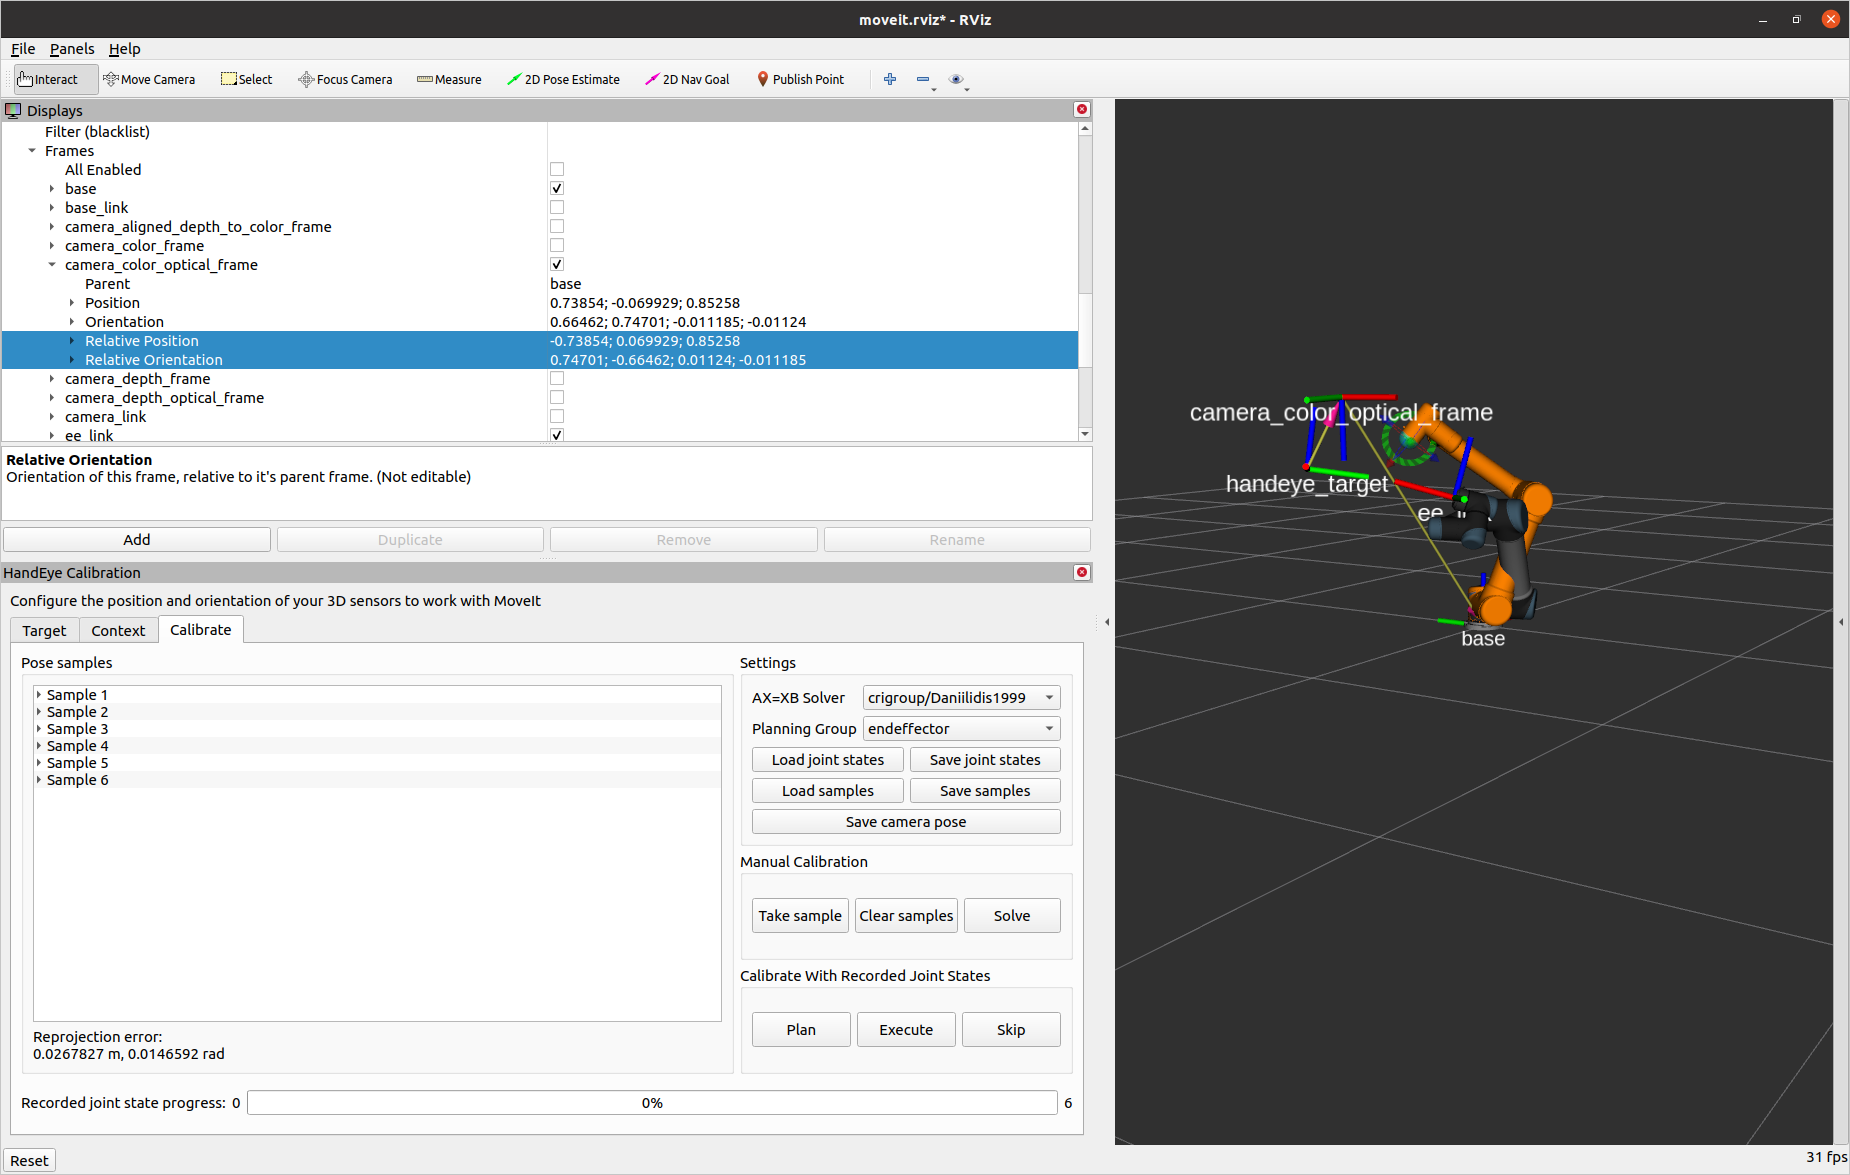 moveit.rviz* - RViz
File Panels Help
Interact Move Camera Select Focus Camera Measure 2D Pose Estimate 2D Nav Goal Publish Point
Displays
Filter (blacklist)
Frames
All Enabled
base
base_link
camera_aligned_depth_to_color_frame
camera_color_frame
camera_color_optical_frame
Parent base
Position 0.73854; -0.069929; 0.85258
Orientation 0.66462; 0.74701; -0.011185; -0.01124
Relative Position -0.73854; 0.069929; 0.85258
Relative Orientation 0.74701; -0.66462; 0.01124; -0.011185
camera_depth_frame
camera_depth_optical_frame
camera_link
ee_link
Relative Orientation
Orientation of this frame, relative to it's parent frame. (Not editable)
Add Duplicate Remove Rename
HandEye Calibration
Configure the position and orientation of your 3D sensors to work with MoveIt
Target Context Calibrate
Pose samples
Sample 1
Sample 2
Sample 3
Sample 4
Sample 5
Sample 6
Reprojection error:
0.0267827 m, 0.0146592 rad
Settings
AX=XB Solver crigroup/Daniilidis1999
Planning Group endeffector
Load joint states Save joint states
Load samples Save samples
Save camera pose
Manual Calibration
Take sample Clear samples Solve
Calibrate With Recorded Joint States
Plan Execute Skip
Recorded joint state progress: 0 0% 6
Reset
camera_color_optical_frame
handeye_target
base
31 fps